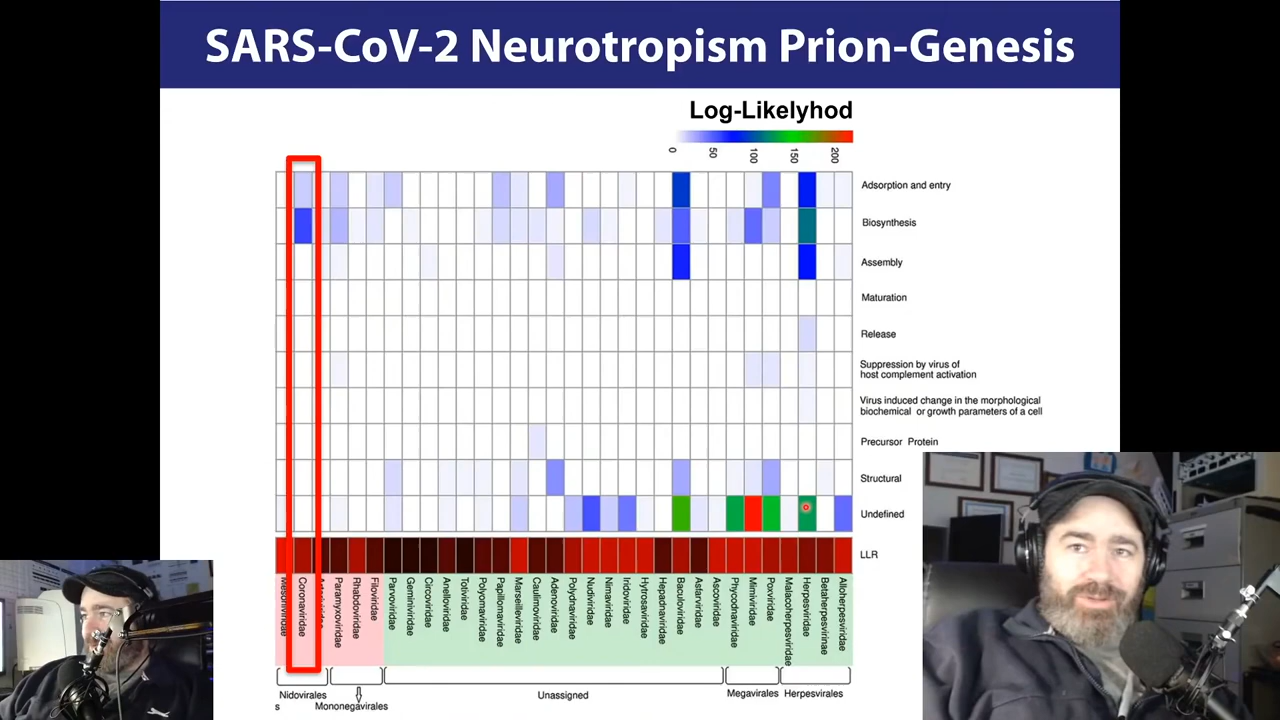 SARS-CoV-2 Neurotropism Prion-Genesis
Log-Likelyhod
0
50
100
150
200
Adsorption and entry
Biosynthesis
Assembly
Maturation
Release
Suppression by virus of
host complement activation
Virus induced change in the morphological
biochemical or growth parameters of a cell
Precursor Protein
Structural
Undefined
LLR
Mesoniviridae
Coronaviridae
Paramyxoviridae
Rhabdoviridae
Filoviridae
Parvoviridae
Geminiviridae
Circoviridae
Anelloviridae
Totiviridae
Polyomaviridae
Papillomaviridae
Marseilleviridae
Caulimoviridae
Adenoviridae
Polydnaviridae
Nudiviridae
Nimaviridae
Iridoviridae
Hytrosaviridae
Hepadnaviridae
Baculoviridae
Asfarviridae
Ascoviridae
Phycodnaviridae
Mimiviridae
Poxviridae
Malacoherpesviridae
Herpesviridae
Betaherpesvirinae
Alloherpesviridae
Nidovirales
s
Mononegavirales
Unassigned
Megavirales
Herpesvirales